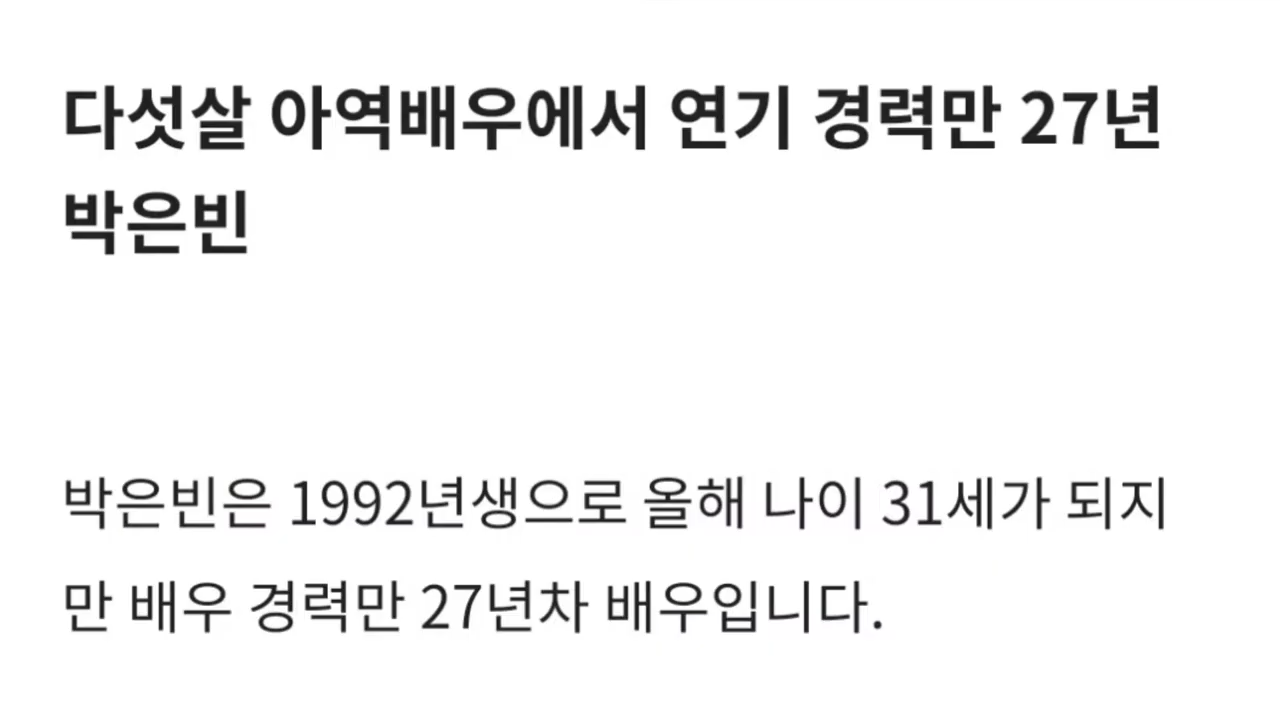 다섯살 아역배우에서 연기 경력만 27년
박은빈
박은빈은 1992년생으로 올해 나이 31세가 되지
만 배우 경력만 27년차 배우입니다.